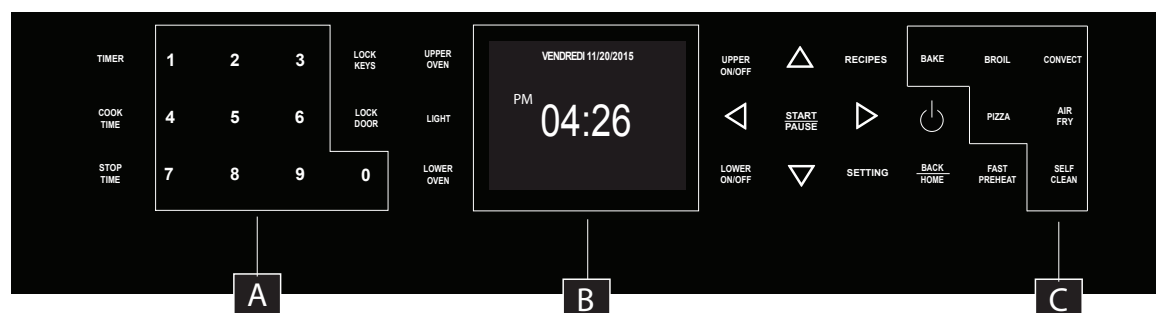 TIMER
1 2 3
LOCK
KEYS
UPPER
OVEN
COOK
TIME
4 5 6
LOCK
DOOR
LIGHT
STOP
TIME
7 8 9 0
LOWER
OVEN
VENDREDI 11/20/2015
PM
04:26
UPPER
ON/OFF
RECIPES
BAKE
BROIL
CONVECT
START
PAUSE
PIZZA
AIR
FRY
LOWER
ON/OFF
SETTING
BACK
HOME
FAST
PREHEAT
SELF
CLEAN
A
B
C